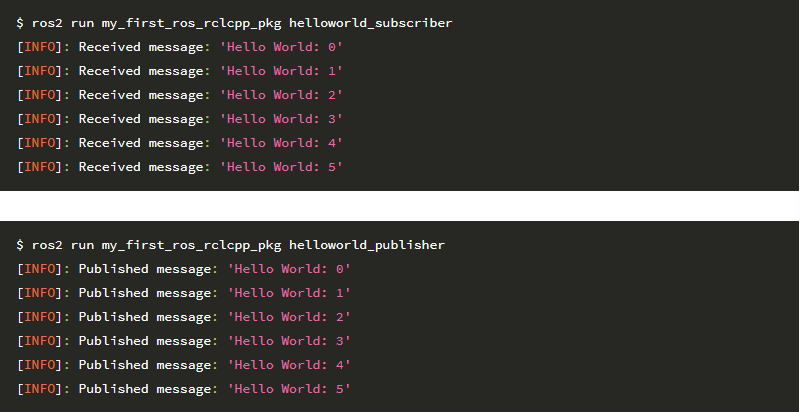 $ ros2 run my_first_ros_rclcpp_pkg helloworld_subscriber
[INFO]: Received message: 'Hello World: 0'
[INFO]: Received message: 'Hello World: 1'
[INFO]: Received message: 'Hello World: 2'
[INFO]: Received message: 'Hello World: 3'
[INFO]: Received message: 'Hello World: 4'
[INFO]: Received message: 'Hello World: 5'
$ ros2 run my_first_ros_rclcpp_pkg helloworld_publisher
[INFO]: Published message: 'Hello World: 0'
[INFO]: Published message: 'Hello World: 1'
[INFO]: Published message: 'Hello World: 2'
[INFO]: Published message: 'Hello World: 3'
[INFO]: Published message: 'Hello World: 4'
[INFO]: Published message: 'Hello World: 5'